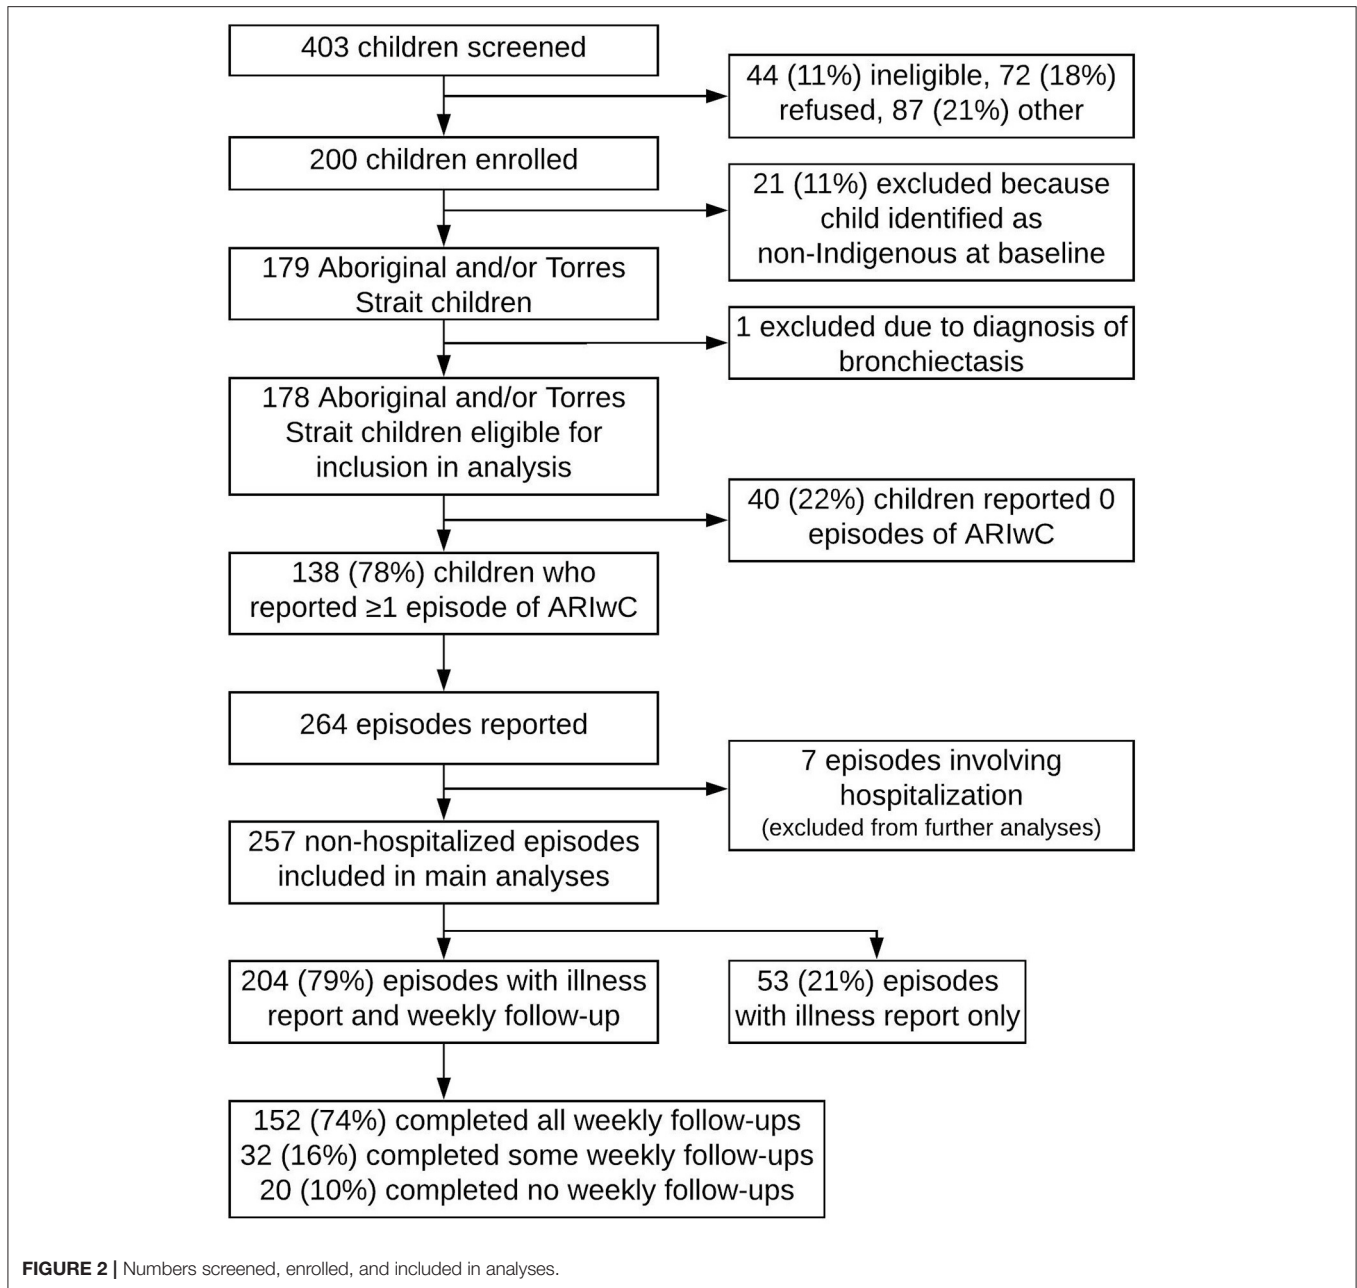 403 children screened
44 (11%) ineligible, 72 (18%)
refused, 87 (21%) other
200 children enrolled
21 (11%) excluded because
child identified as
non-Indigenous at baseline
179 Aboriginal and/or Torres
Strait children
1 excluded due to diagnosis of
bronchiectasis
178 Aboriginal and/or Torres
Strait children eligible for
inclusion in analysis
40 (22%) children reported 0
episodes of ARIwC
138 (78%) children who
reported ≥1 episode of ARIwC
264 episodes reported
7 episodes involving
hospitalization
(excluded from further analyses)
257 non-hospitalized episodes
included in main analyses
204 (79%) episodes with illness
report and weekly follow-up
53 (21%) episodes
with illness report only
152 (74%) completed all weekly follow-ups
32 (16%) completed some weekly follow-ups
20 (10%) completed no weekly follow-ups
FIGURE 2 | Numbers screened, enrolled, and included in analyses.